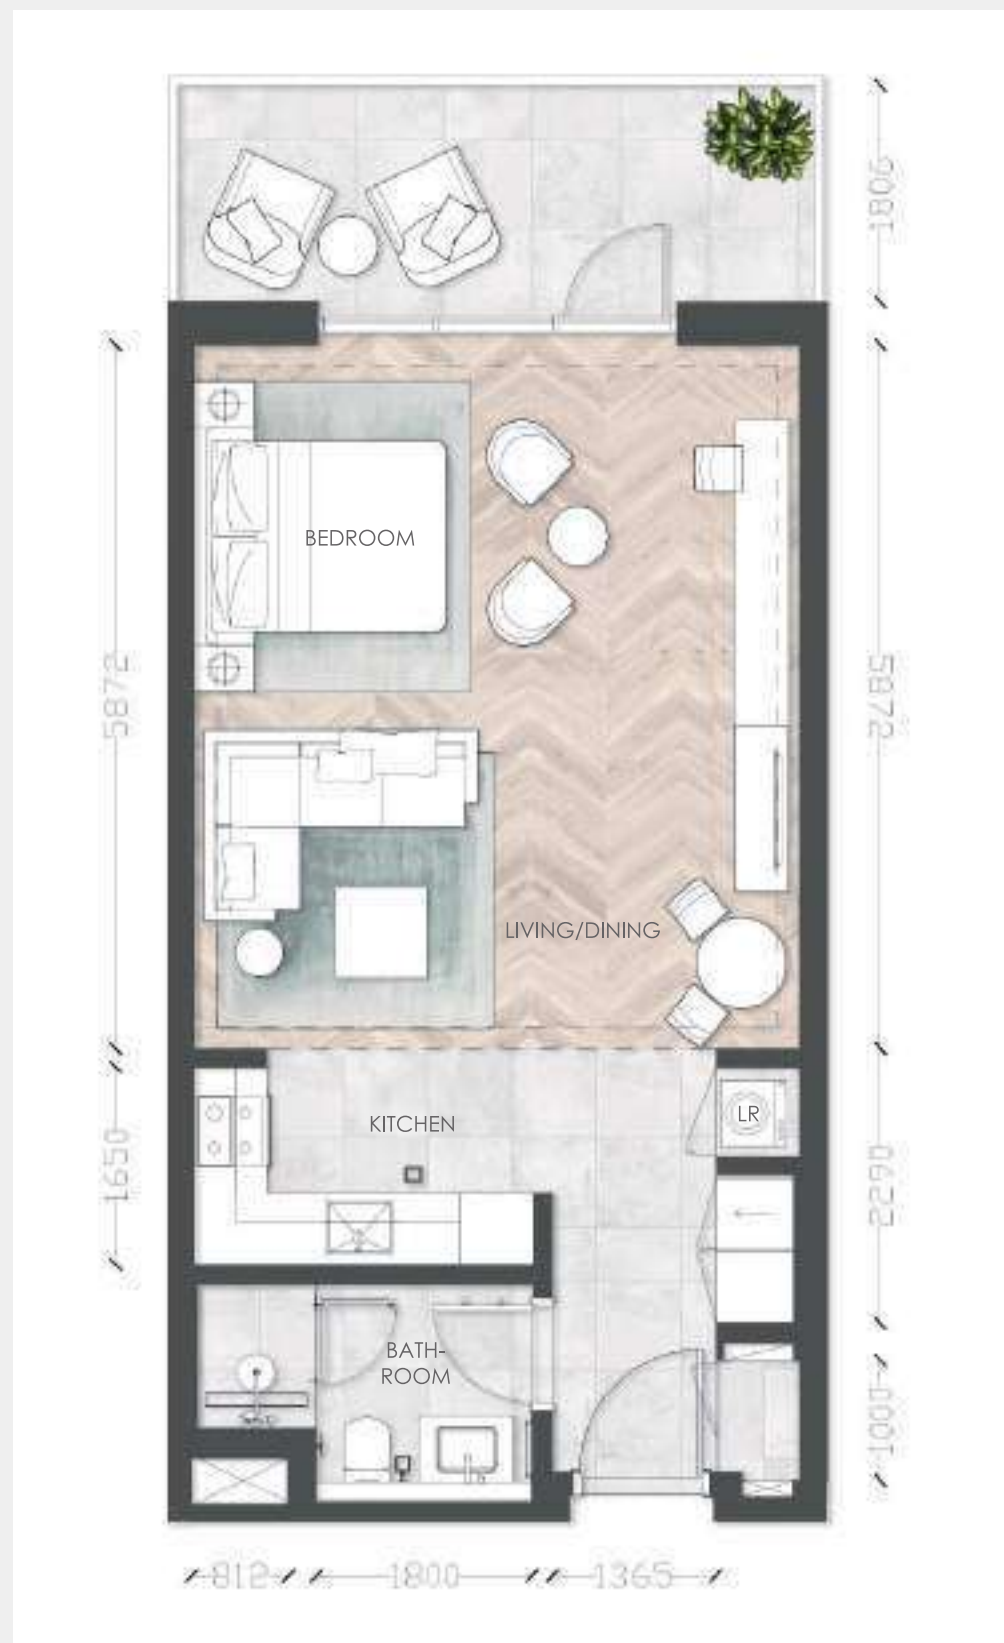 1806
BEDROOM
5872
5872
LIVING/DINING
KITCHEN
LR
1650
2290
BATH-
ROOM
1000
812
1800
1365